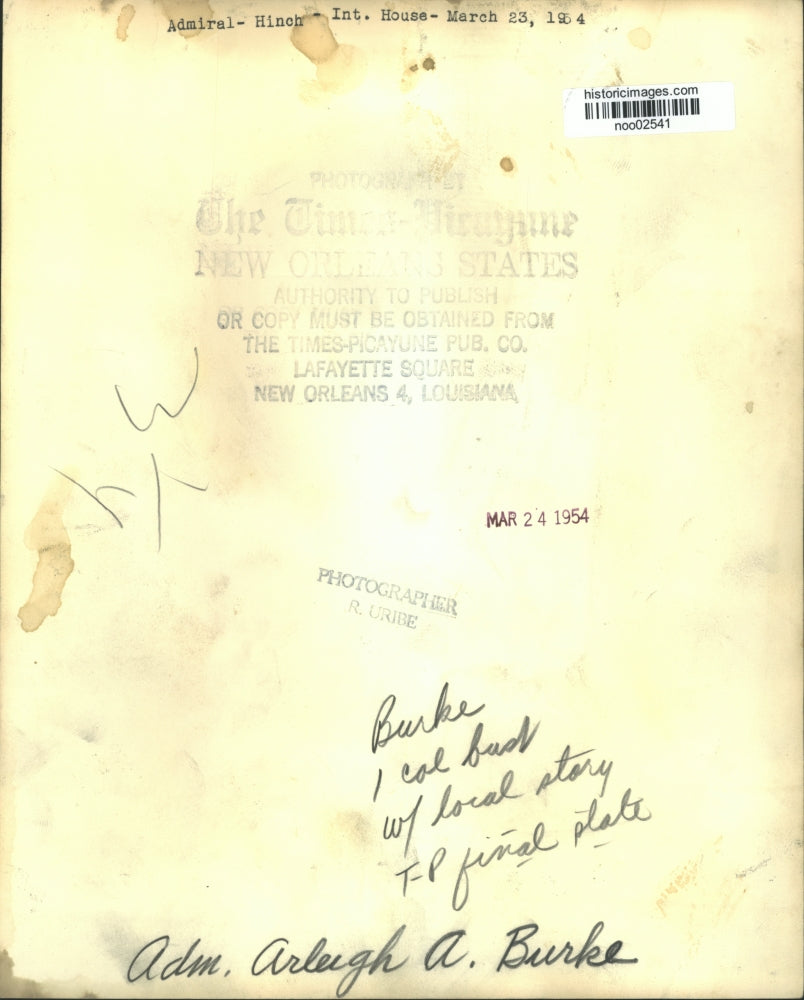 Admiral- Hinch - Int. House- March 23, 1954
historicimages.com
noo02541
PHOTOGRAPH BY
The Times-Picayune
NEW ORLEANS STATES
AUTHORITY TO PUBLISH
OR COPY MUST BE OBTAINED FROM
THE TIMES-PICAYUNE PUB. CO.
LAFAYETTE SQUARE
NEW ORLEANS 4, LOUISIANA
MAR 24 1954
PHOTOGRAPHER
R. URIBE
Burke
1 col bust
w/ local story
T-P final state
Adm. Arleigh A. Burke